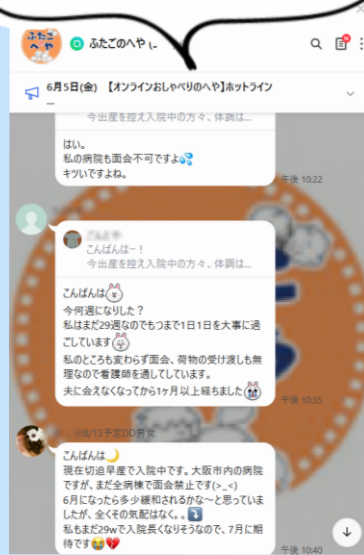 ふたごのへや
ふたごのへや
6月5日(金) 【オンラインおしゃべりのへや】ホットライン
...
今出産を控え入院中の方々、体調は...
はい。
私の病院も面会不可ですよ💦
キツいですよね。
午後 10:22
こんばんはー!
今出産を控え入院中の方々、体調は...
こんばんは
今何週になりした?
私はまだ29週なのでもつまで1日1日を大事に過
ごしています
私のところも変わらず面会、荷物の受け渡しも無
理なので看護師を通してしています。
夫に会えなくなってから1ヶ月以上経ちました
午後 10:35
※8/13予定DD男女
こんばんは🌙
現在切迫早産で入院中です。大阪市内の病院
ですが、まだ全病棟で面会禁止です(>_<)
6月になったら多少緩和されるかな〜と思っていま
したが、全くその気配はなく。。⤵
私もまだ29wで入院長くなりそうなので、7月に期
待です😭💔
午後 10:40